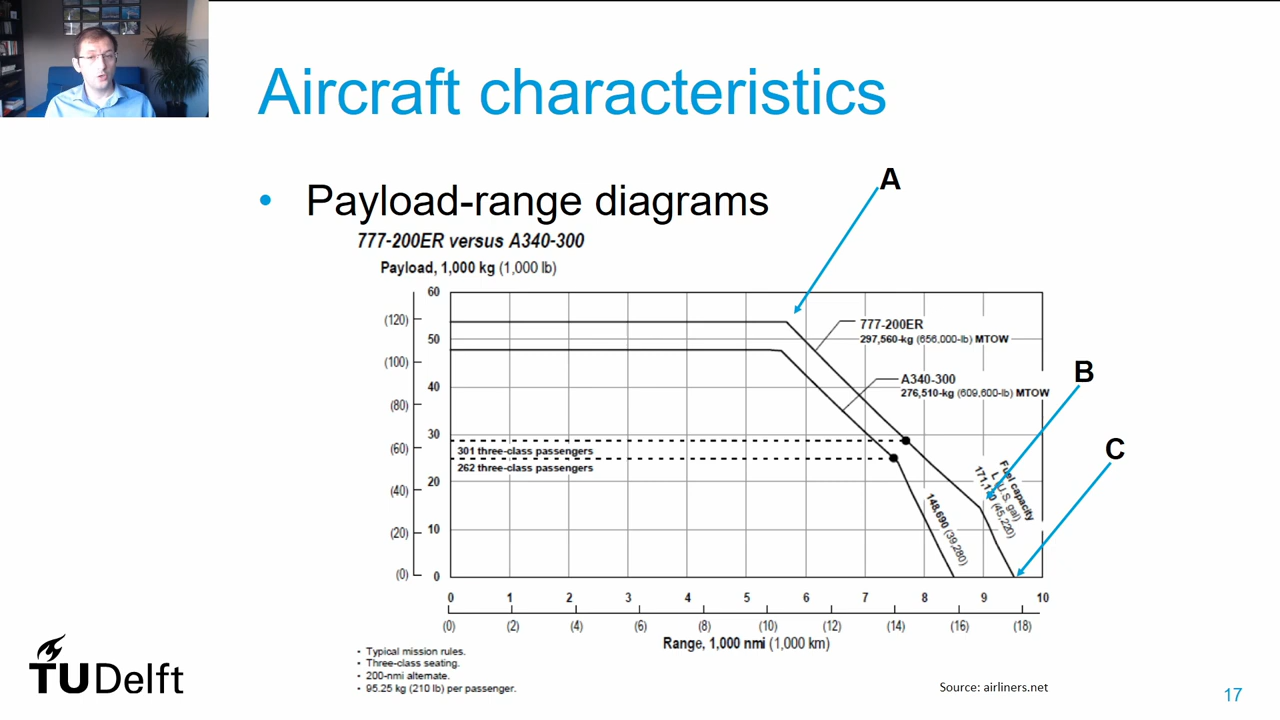 Aircraft characteristics
A
• Payload-range diagrams
777-200ER versus A340-300
Payload, 1,000 kg (1,000 lb)
60
(120)
777-200ER
297,560-kg (656,000-lb) MTOW
50
(100)
B
A340-300
276,510-kg (609,600-lb) MTOW
40
(80)
30
(60)
C
301 three-class passengers
262 three-class passengers
Fuel capacity
L (U.S. gal)
(45,220)
20
(40)
148,690 (39,280)
10
(20)
0
(0)
0 1 2 3 4 5 6 7 8 9 10
(0) (2) (4) (6) (8) (10) (12) (14) (16) (18)
Range, 1,000 nmi (1,000 km)
• Typical mission rules.
• Three-class seating.
• 200-nmi alternate.
• 95.25 kg (210 lb) per passenger.
TU Delft
Source: airliners.net
17